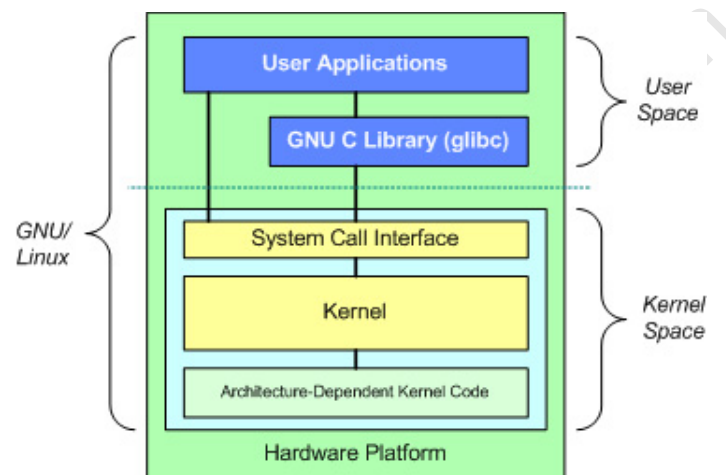 User Applications
User
Space
GNU C Library (glibc)
GNU/
Linux
System Call Interface
Kernel
Kernel
Space
Architecture-Dependent Kernel Code
Hardware Platform